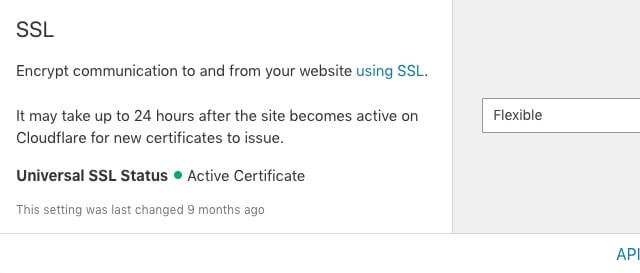 SSL
Encrypt communication to and from your website using SSL.
It may take up to 24 hours after the site becomes active on
Cloudflare for new certificates to issue.
Flexible
Universal SSL Status Active Certificate
This setting was last changed 9 months ago
API